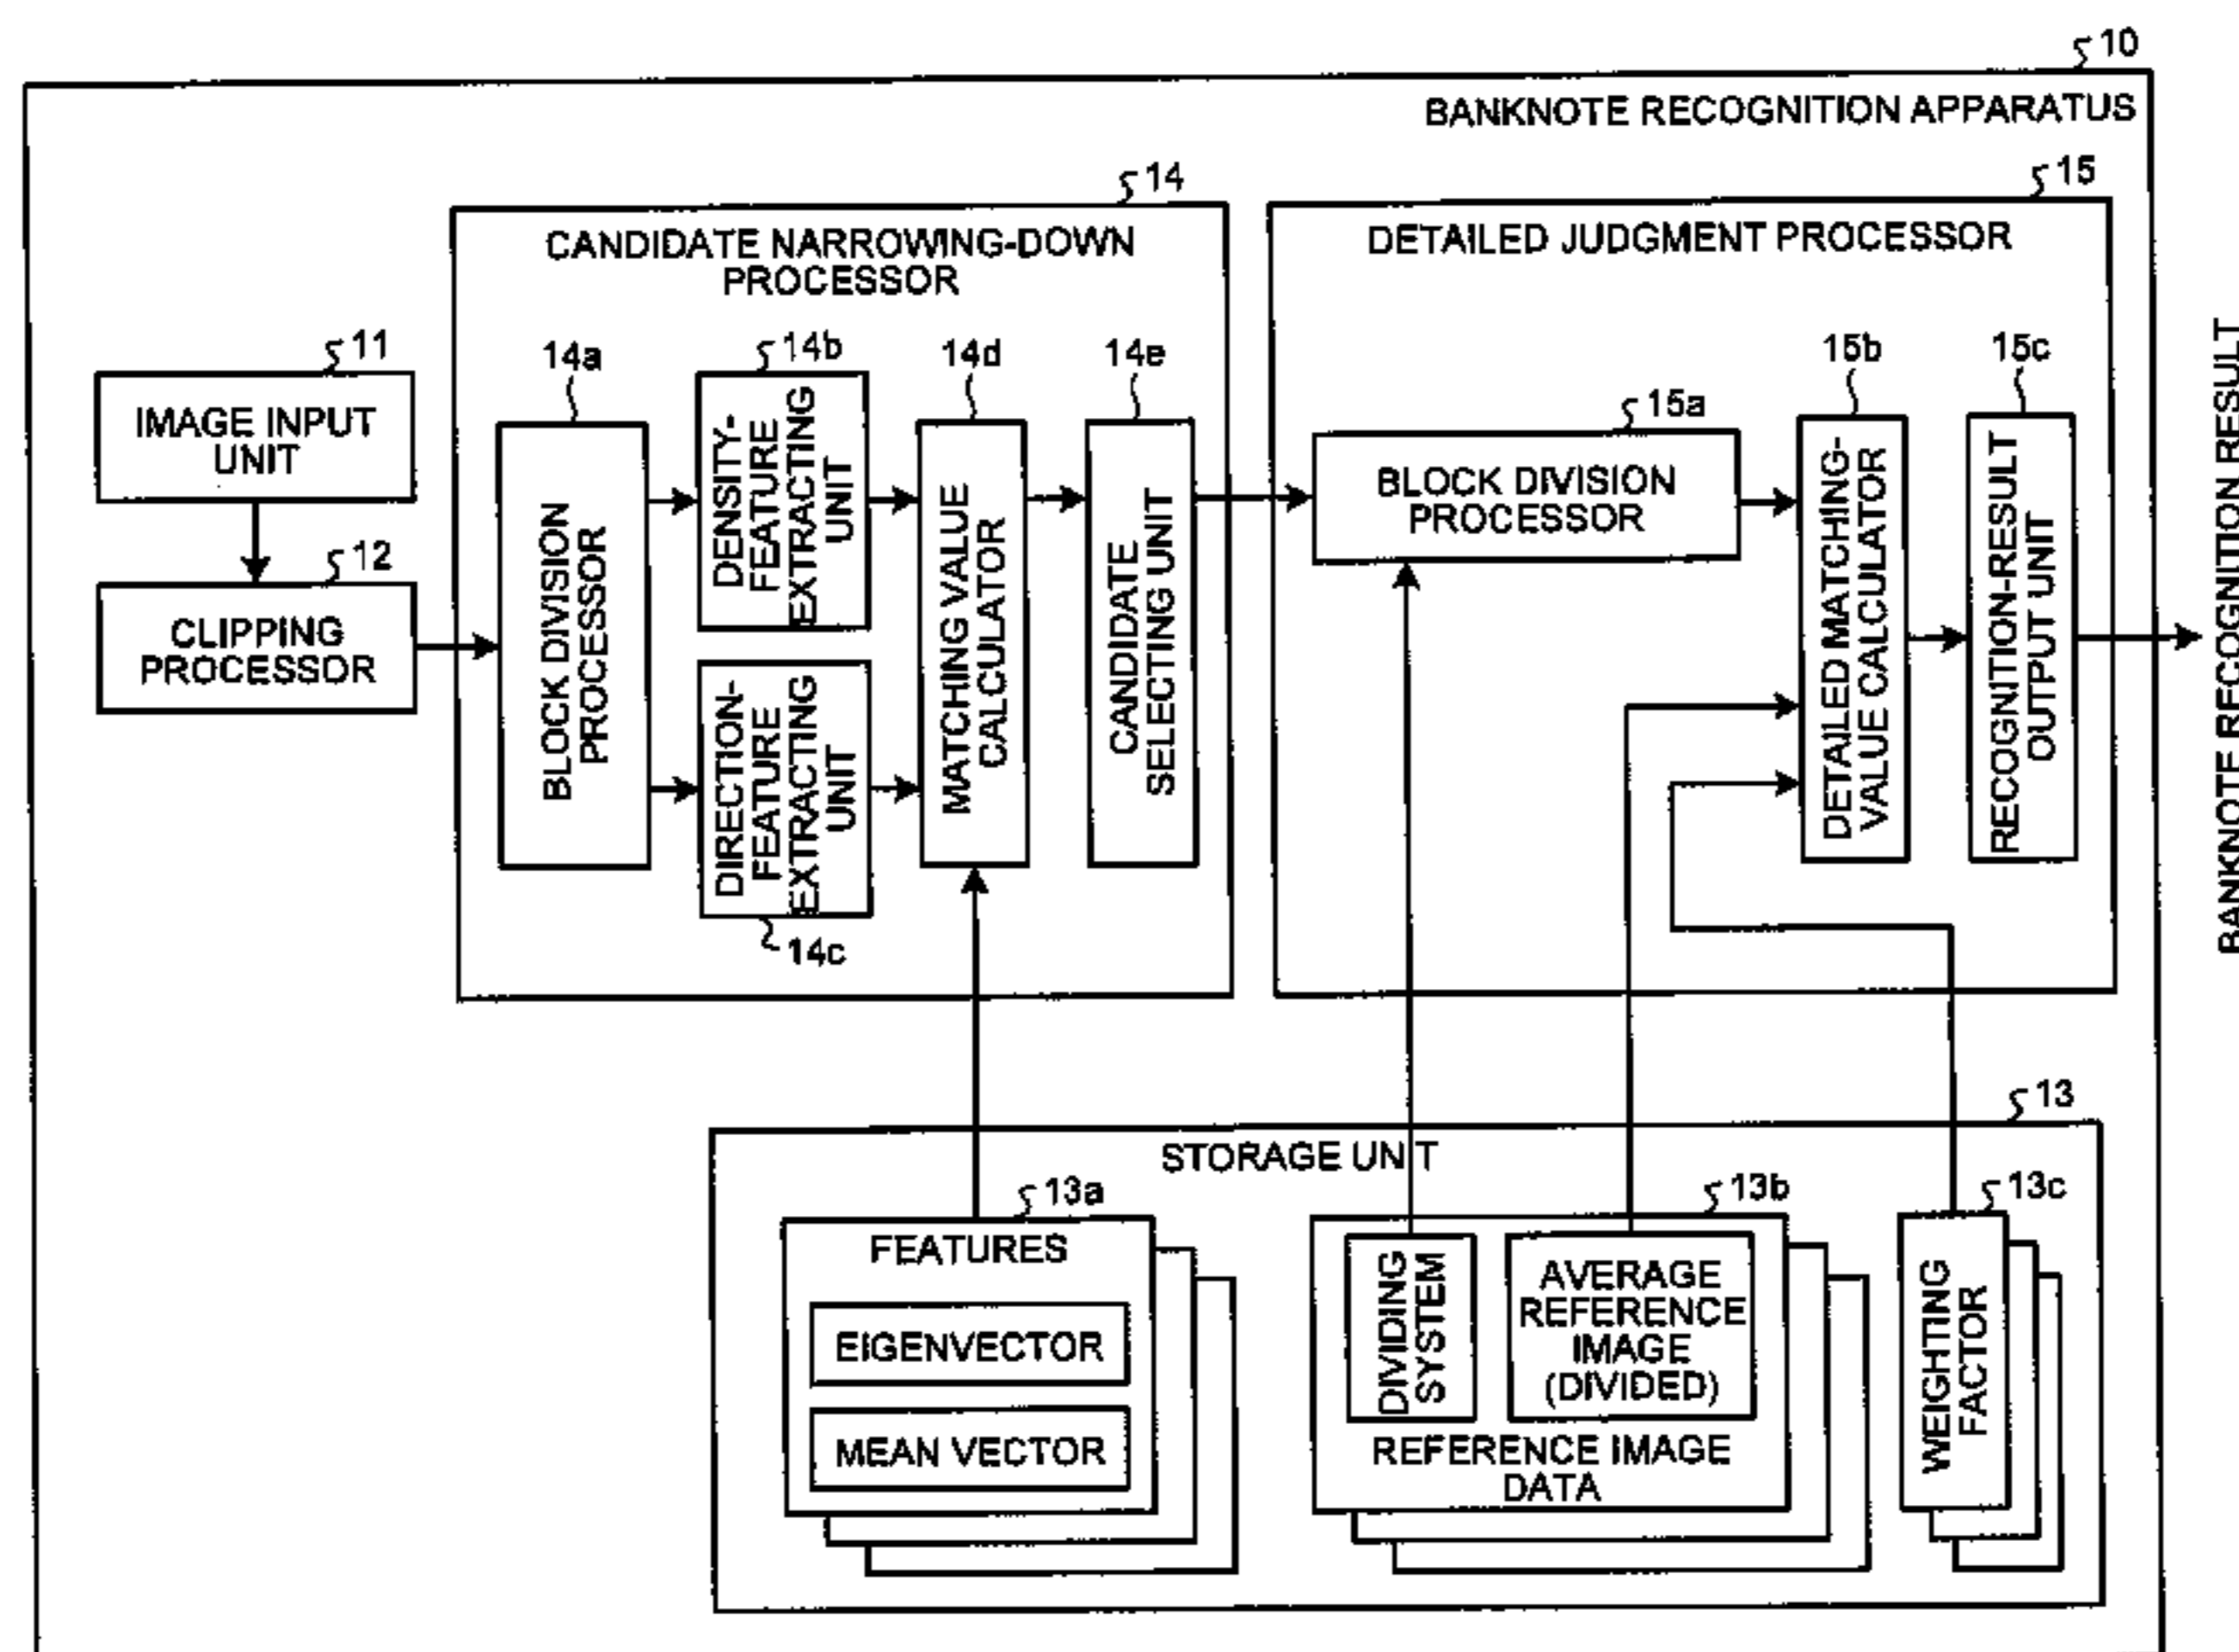 10
BANKNOTE RECOGNITION APPARATUS
14
CANDIDATE NARROWING-DOWN
PROCESSOR
15
DETAILED JUDGMENT PROCESSOR
11
IMAGE INPUT
UNIT
12
CLIPPING
PROCESSOR
14a
BLOCK DIVISION
PROCESSOR
14b
DENSITY-
FEATURE
EXTRACTING
UNIT
DIRECTION-
FEATURE
EXTRACTING
UNIT
14c
14d
MATCHING VALUE
CALCULATOR
14e
CANDIDATE
SELECTING UNIT
15a
BLOCK DIVISION
PROCESSOR
15b
DETAILED MATCHING-
VALUE CALCULATOR
15c
RECOGNITION-RESULT
OUTPUT UNIT
BANKNOTE RECOGNITION RESULT
13
STORAGE UNIT
13a
FEATURES
EIGENVECTOR
MEAN VECTOR
13b
DIVIDING
SYSTEM
AVERAGE
REFERENCE
IMAGE
(DIVIDED)
REFERENCE IMAGE
DATA
13c
WEIGHTING
FACTOR